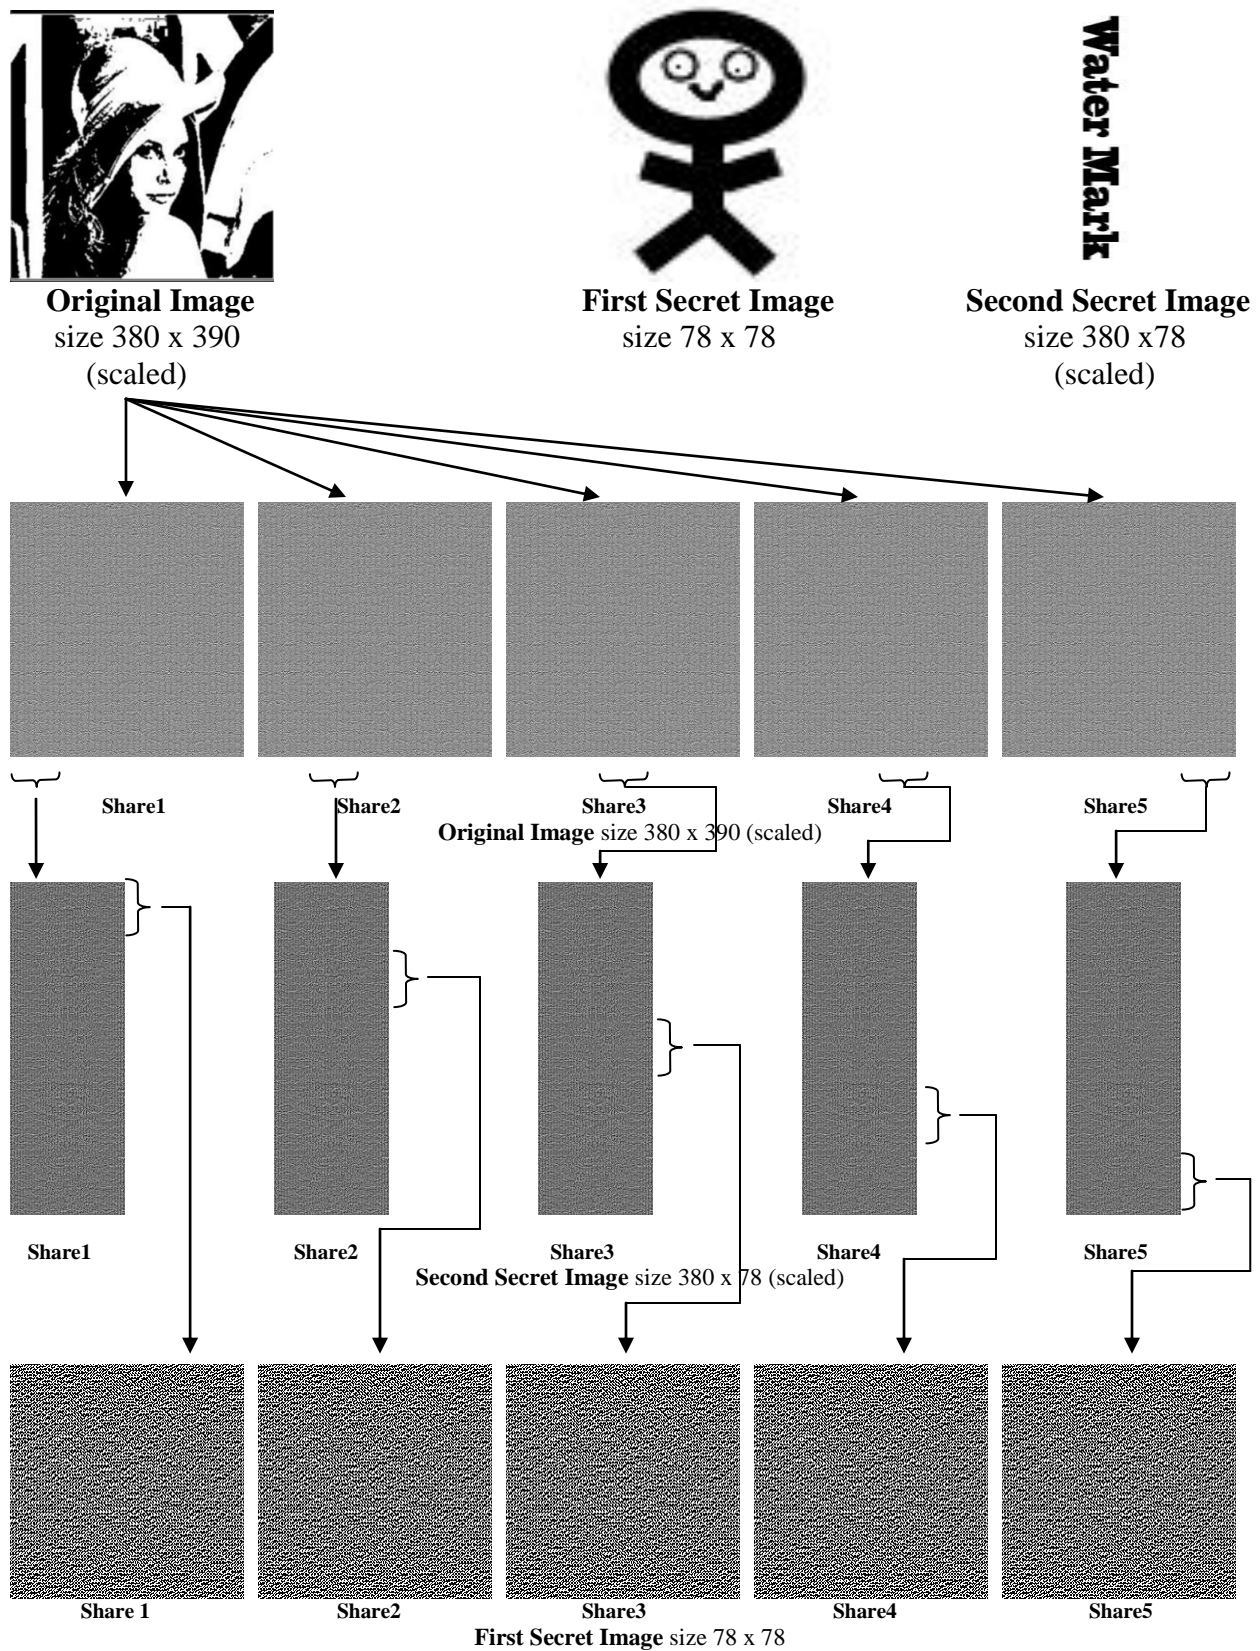 Water Mark
Original Image
size 380 x 390
(scaled)
First Secret Image
size 78 x 78
Second Secret Image
size 380 x78
(scaled)
Share1
Share2
Share3
Share4
Share5
Original Image size 380 x 390 (scaled)
Share1
Share2
Share3
Share4
Share5
Second Secret Image size 380 x 78 (scaled)
Share 1
Share2
Share3
Share4
Share5
First Secret Image size 78 x 78